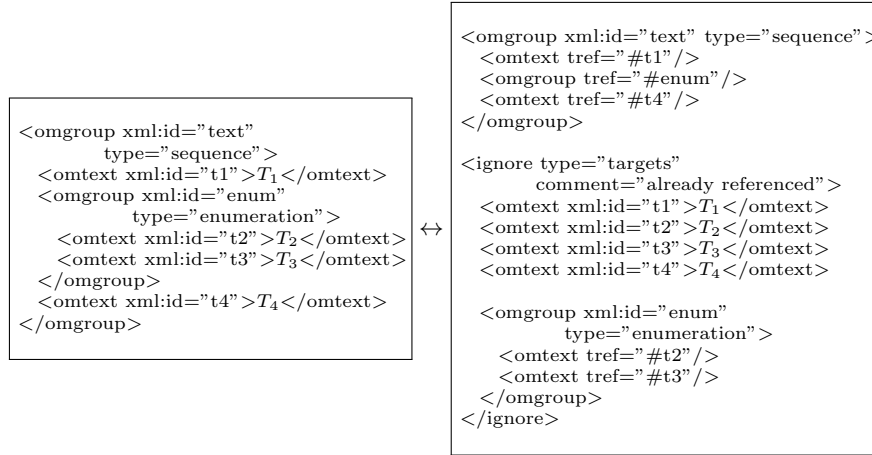 <omgroup xml:id=”text”
type=”sequence”>
<omtext xml:id=”t1”>T1</omtext>
<omgroup xml:id=”enum”
type=”enumeration”>
<omtext xml:id=”t2”>T2</omtext>
<omtext xml:id=”t3”>T3</omtext>
</omgroup>
<omtext xml:id=”t4”>T4</omtext>
</omgroup>
↔
<omgroup xml:id=”text” type=”sequence”>
<omtext tref=”#t1”/>
<omgroup tref=”#enum”/>
<omtext tref=”#t4”/>
</omgroup>
<ignore type=”targets”
comment=”already referenced”>
<omtext xml:id=”t1”>T1</omtext>
<omtext xml:id=”t2”>T2</omtext>
<omtext xml:id=”t3”>T3</omtext>
<omtext xml:id=”t4”>T4</omtext>
<omgroup xml:id=”enum”
type=”enumeration”>
<omtext tref=”#t2”/>
<omtext tref=”#t3”/>
</omgroup>
</ignore>